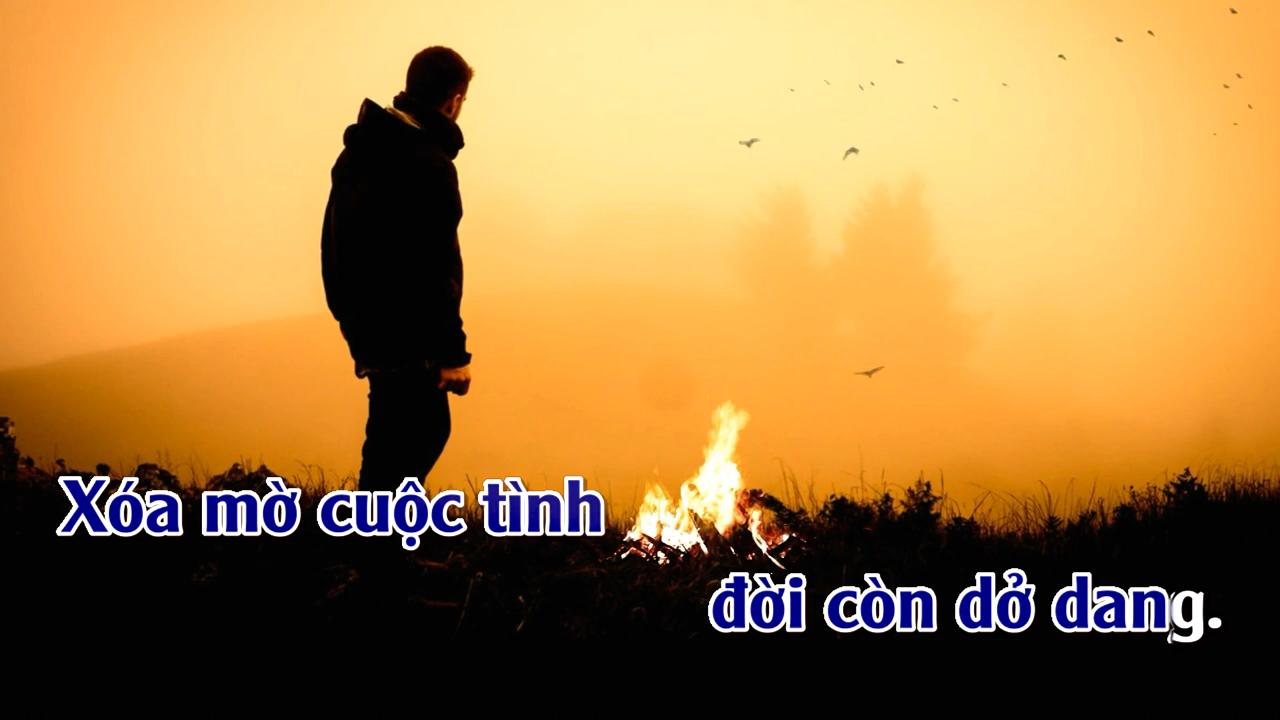 Xóa mờ cuộc tình
đời còn dở dang.